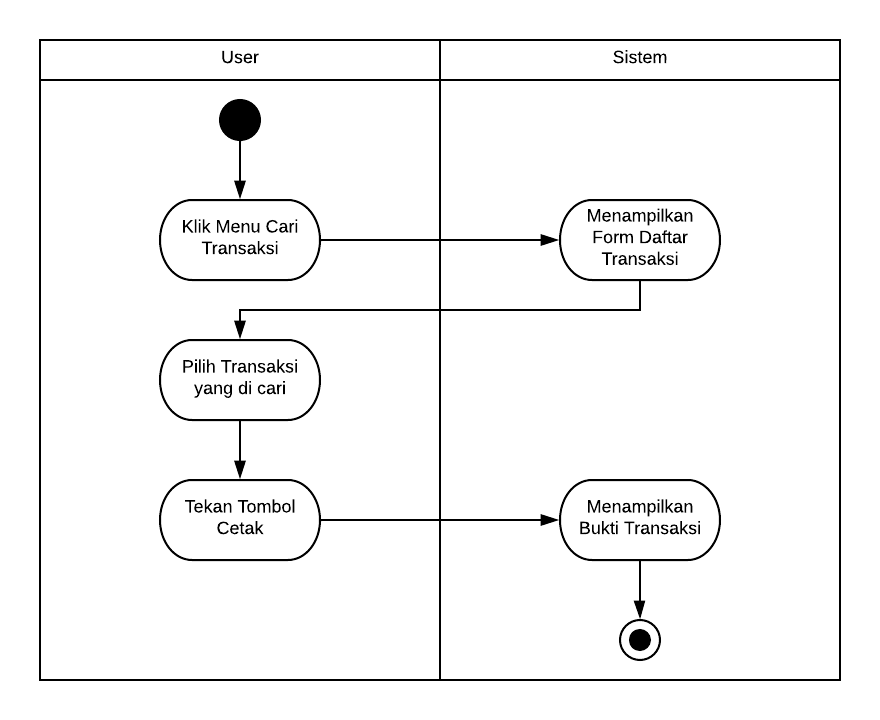 User
Sistem
Klik Menu Cari
Transaksi
Menampilkan
Form Daftar
Transaksi
Pilih Transaksi
yang di cari
Tekan Tombol
Cetak
Menampilkan
Bukti Transaksi